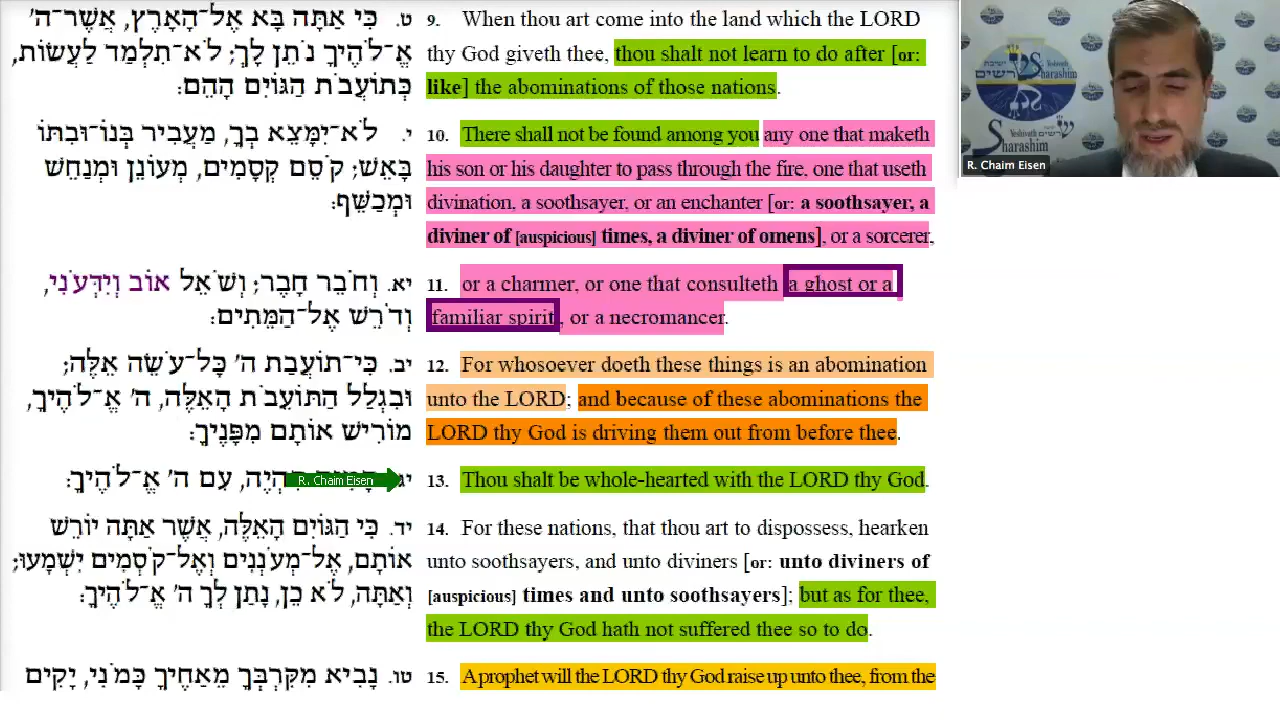 ט. כִּי אַתָּה בָּא אֶל־הָאָרֶץ, אֲשֶׁר־ה'
אֱ־לֹהֶיךָ נֹתֵן לָךְ; לֹא־תִלְמַד לַעֲשׂוֹת,
כְּתוֹעֲבֹת הַגּוֹיִם הָהֵם:
י. לֹא־יִמָּצֵא בְךָ, מַעֲבִיר בְּנוֹ־וּבִתּוֹ
בָּאֵשׁ; קֹסֵם קְסָמִים, מְעוֹנֵן וּמְנַחֵשׁ
וּמְכַשֵּׁף:
יא. וְחֹבֵר חָבֶר; וְשֹׁאֵל אוֹב וְיִדְּעֹנִי,
וְדֹרֵשׁ אֶל־הַמֵּתִים:
יב. כִּי־תוֹעֲבַת ה' כָּל־עֹשֵׂה אֵלֶּה;
וּבִגְלַל הַתּוֹעֵבֹת הָאֵלֶּה, ה' אֱ־לֹהֶיךָ,
מוֹרִישׁ אוֹתָם מִפָּנֶיךָ:
עִם ה' אֱ־לֹהֶיךָ:
יד. כִּי הַגּוֹיִם הָאֵלֶּה, אֲשֶׁר אַתָּה יוֹרֵשׁ
אוֹתָם, אֶל־מְעֹנְנִים וְאֶל־קֹסְמִים יִשְׁמָעוּ;
וְאַתָּה, לֹא כֵן, נָתַן לְךָ ה' אֱ־לֹהֶיךָ:
טו. נָבִיא מִקִּרְבְּךָ מֵאַחֶיךָ כָּמֹנִי, יָקִים
9. When thou art come into the land which the LORD
thy God giveth thee, thou shalt not learn to do after [or:
like] the abominations of those nations.
10. There shall not be found among you any one that maketh
his son or his daughter to pass through the fire, one that useth
divination, a soothsayer, or an enchanter [or: a soothsayer, a
diviner of [auspicious] times, a diviner of omens], or a sorcerer,
11. or a charmer, or one that consulteth a ghost or a
familiar spirit, or a necromancer.
12. For whosoever doeth these things is an abomination
unto the LORD; and because of these abominations the
LORD thy God is driving them out from before thee.
R. Chaim Eisen
13. Thou shalt be whole-hearted with the LORD thy God.
14. For these nations, that thou art to dispossess, hearken
unto soothsayers, and unto diviners [or: unto diviners of
[auspicious] times and unto soothsayers]; but as for thee,
the LORD thy God hath not suffered thee so to do.
15. A prophet will the LORD thy God raise up unto thee, from the
ישיבת
שרשים
Yeshivath
Sharashim
Yeshivath
Sharashim
R. Chaim Eisen